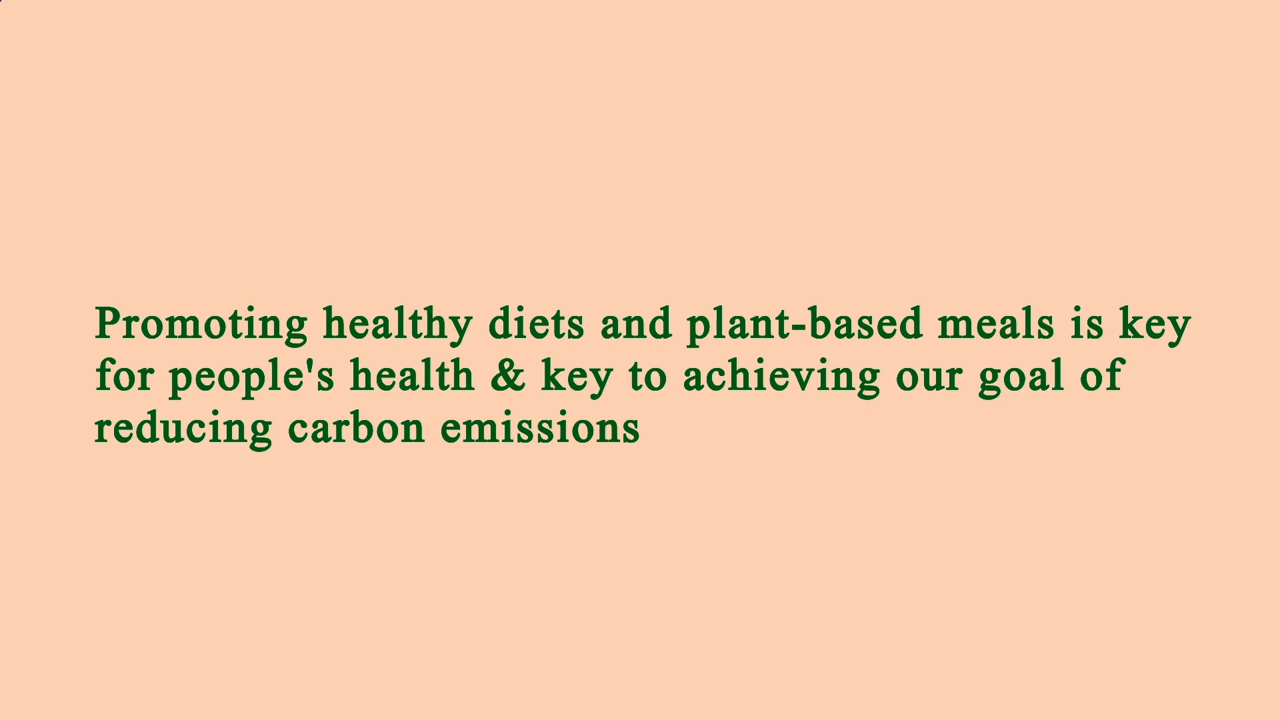 Promoting healthy diets and plant-based meals is key
for people's health & key to achieving our goal of
reducing carbon emissions